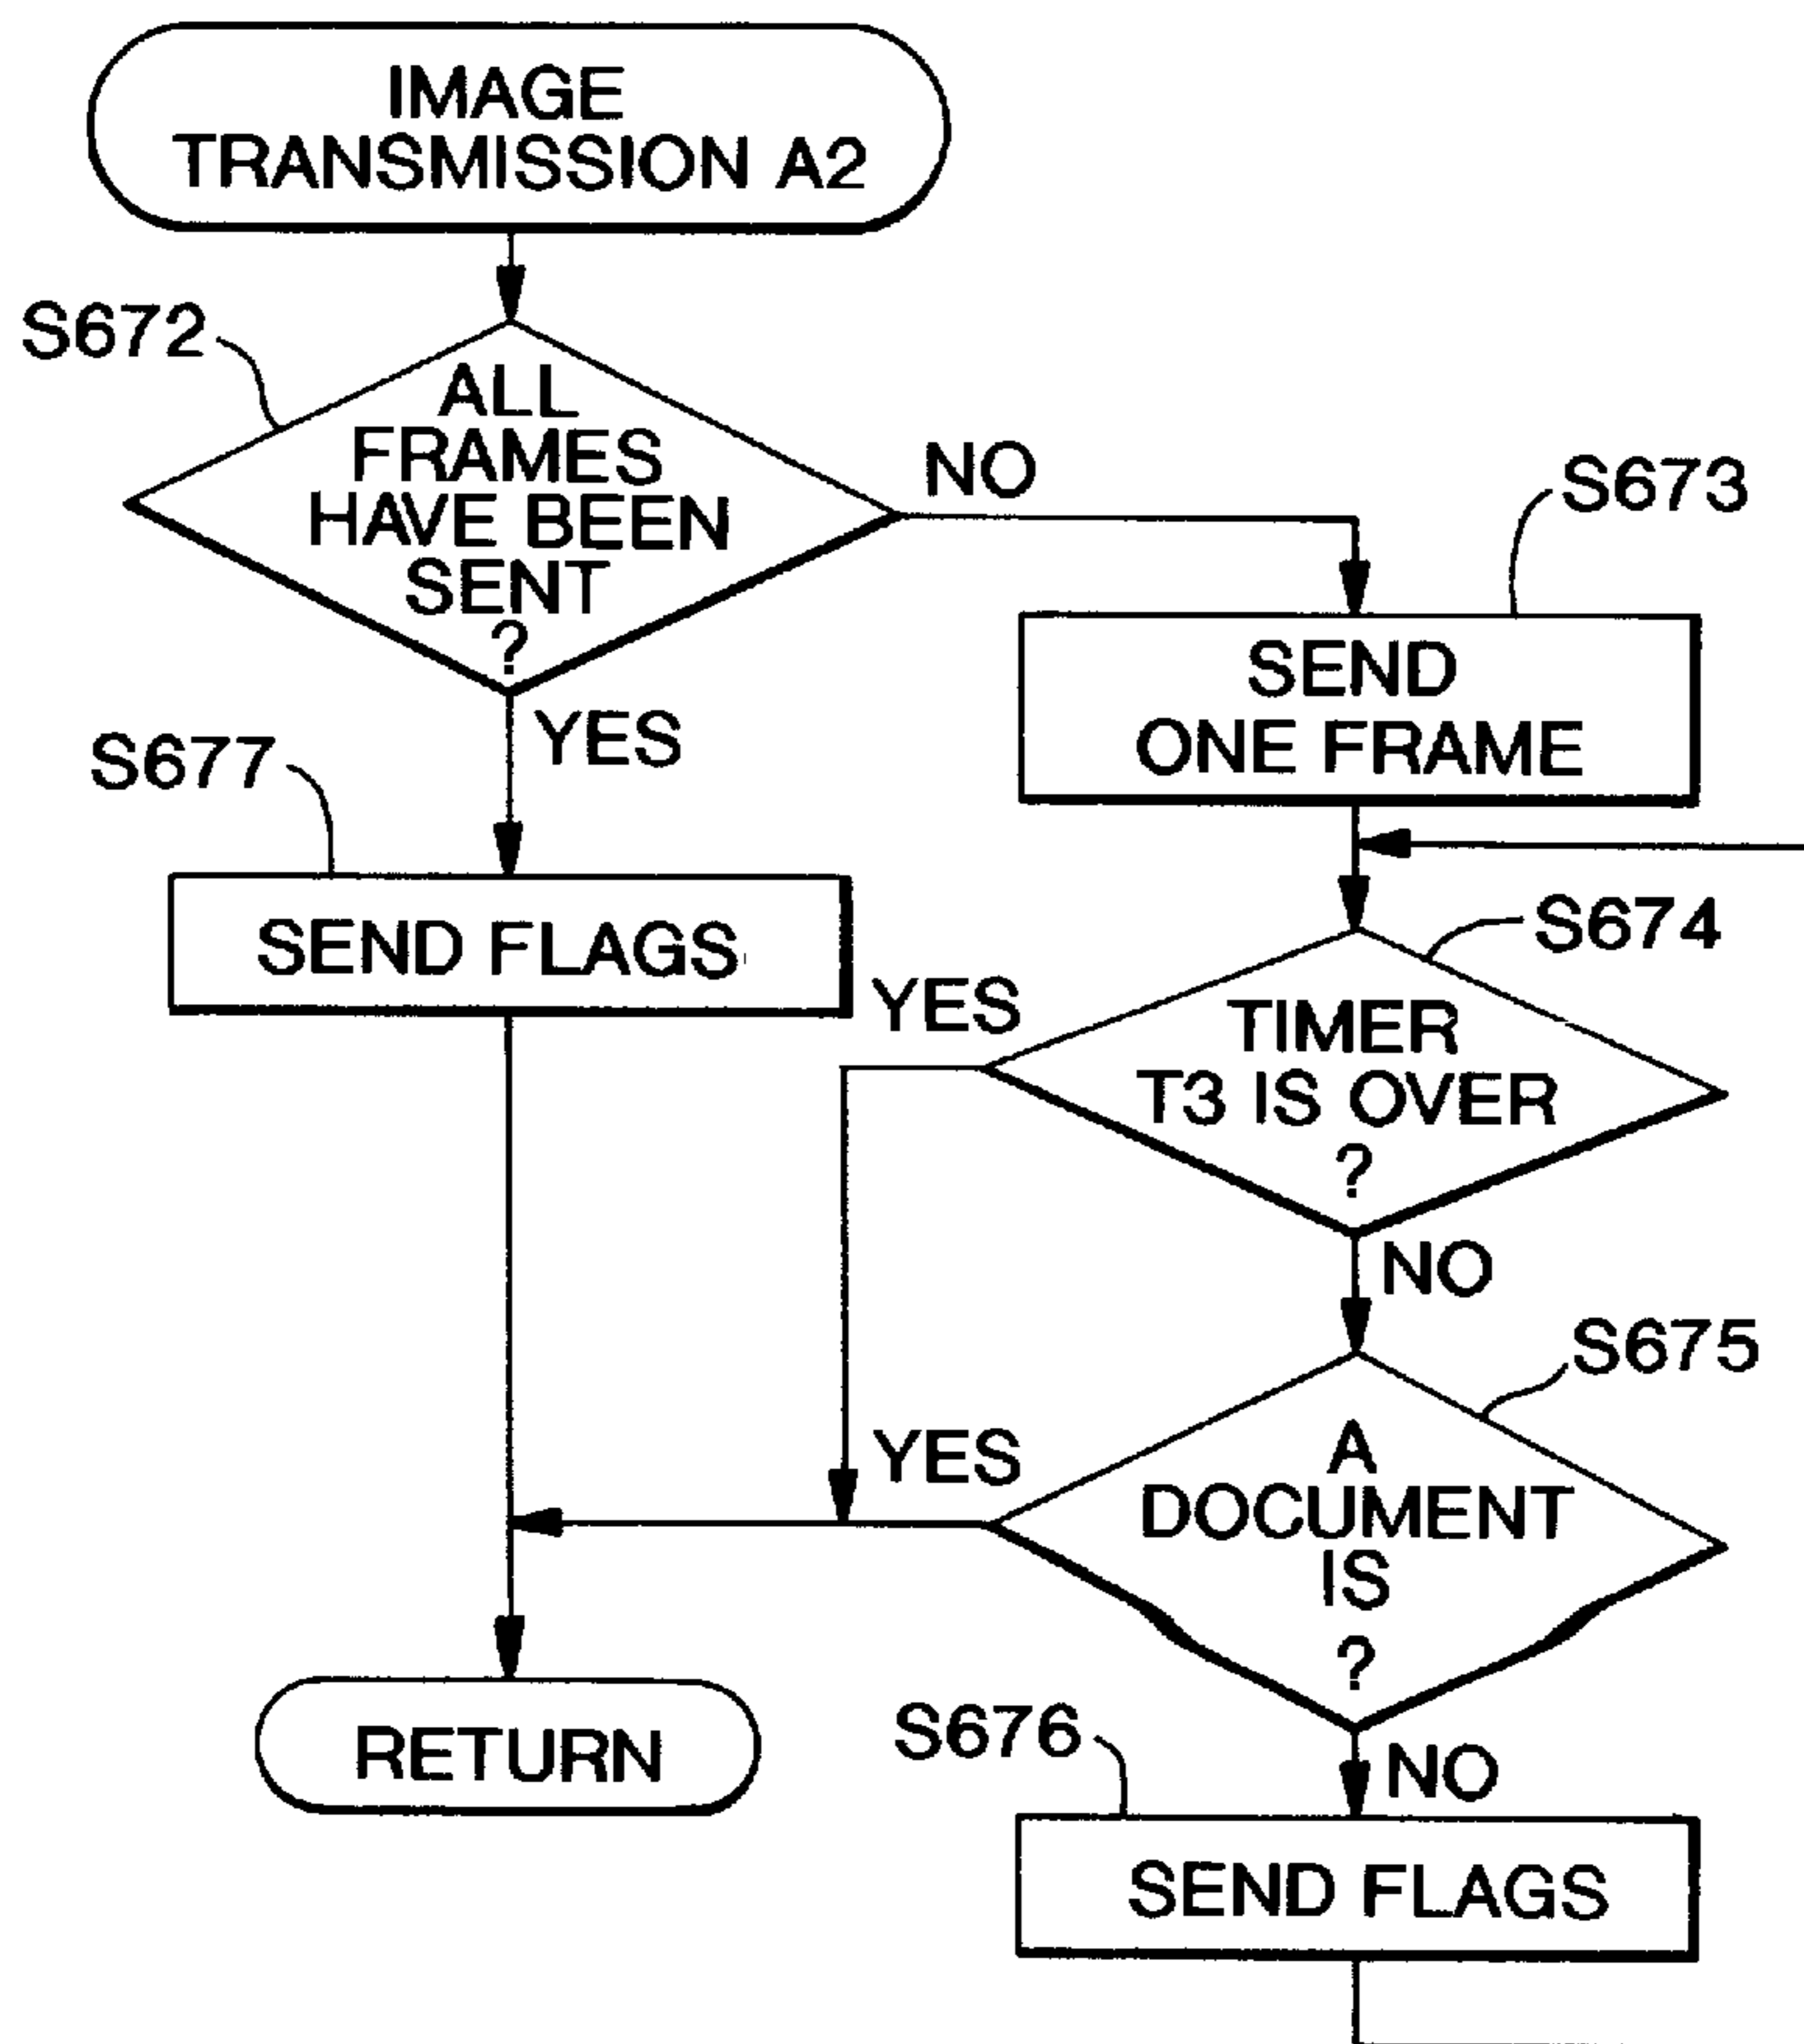 IMAGE
TRANSMISSION A2
S672
ALL
FRAMES
HAVE BEEN
SENT
?
NO
S673
SEND
ONE FRAME
YES
S677
SEND FLAGS
S674
YES
TIMER
T3 IS OVER
?
NO
S675
YES
A
DOCUMENT
IS
?
NO
S676
SEND FLAGS
RETURN